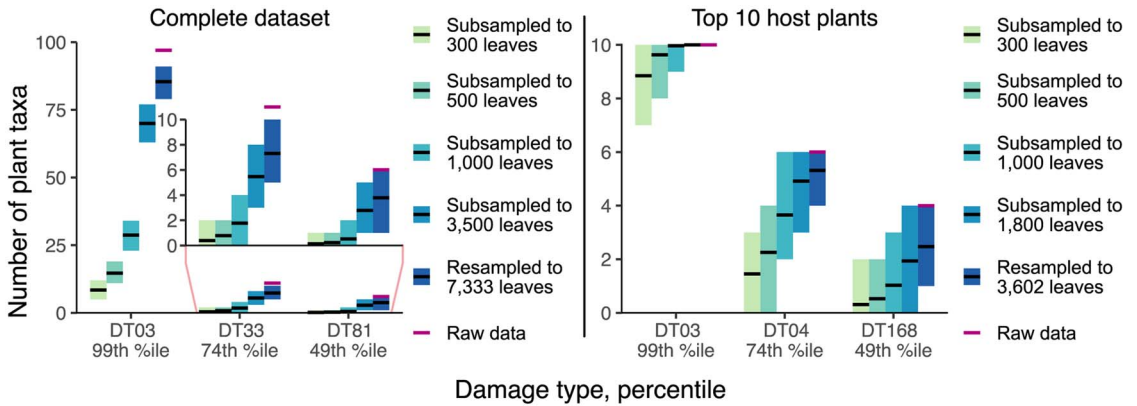 Complete dataset
Number of plant taxa
100
75
50
25
0
10
8
6
4
2
0
DT03
99th %ile
DT33
74th %ile
DT81
49th %ile
Subsampled to
300 leaves
Subsampled to
500 leaves
Subsampled to
1,000 leaves
Subsampled to
3,500 leaves
Resampled to
7,333 leaves
Raw data
Top 10 host plants
10
8
6
4
2
0
DT03
99th %ile
DT04
74th %ile
DT168
49th %ile
Subsampled to
300 leaves
Subsampled to
500 leaves
Subsampled to
1,000 leaves
Subsampled to
1,800 leaves
Resampled to
3,602 leaves
Raw data
Damage type, percentile